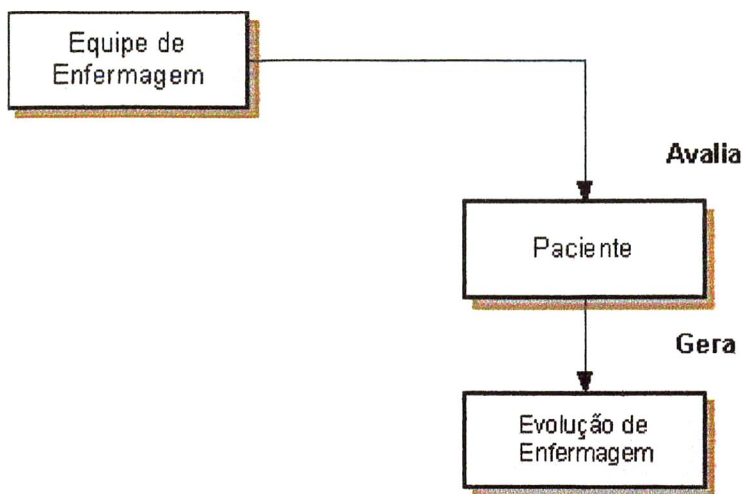 Equipe de
Enfermagem
Avalia
Paciente
Gera
Evolução de
Enfermagem